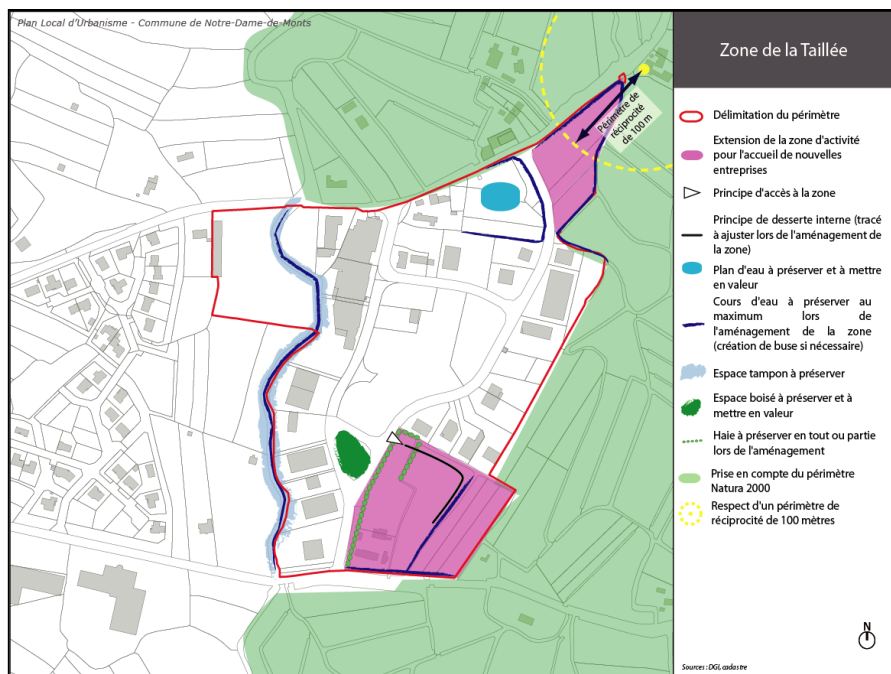 Plan Local d'Urbanisme - Commune de Notre-Dame-de-Monts
Périmètre de
réciprocité
de 100 m
Zone de la Taillée
Délimitation du périmètre
Extension de la zone d'activité
pour l'accueil de nouvelles
entreprises
Principe d'accès à la zone
Principe de desserte interne (tracé
à ajuster lors de l'aménagement de
la zone)
Plan d'eau à préserver et à mettre
en valeur
Cours d'eau à préserver au
maximum lors de
l'aménagement de la zone
(création de buse si nécessaire)
Espace tampon à préserver
Espace boisé à préserver et à
mettre en valeur
Haie à préserver en tout ou partie
lors de l'aménagement
Prise en compte du périmètre
Natura 2000
Respect d'un périmètre de
réciprocité de 100 mètres
N
Sources : DGI, cadastre